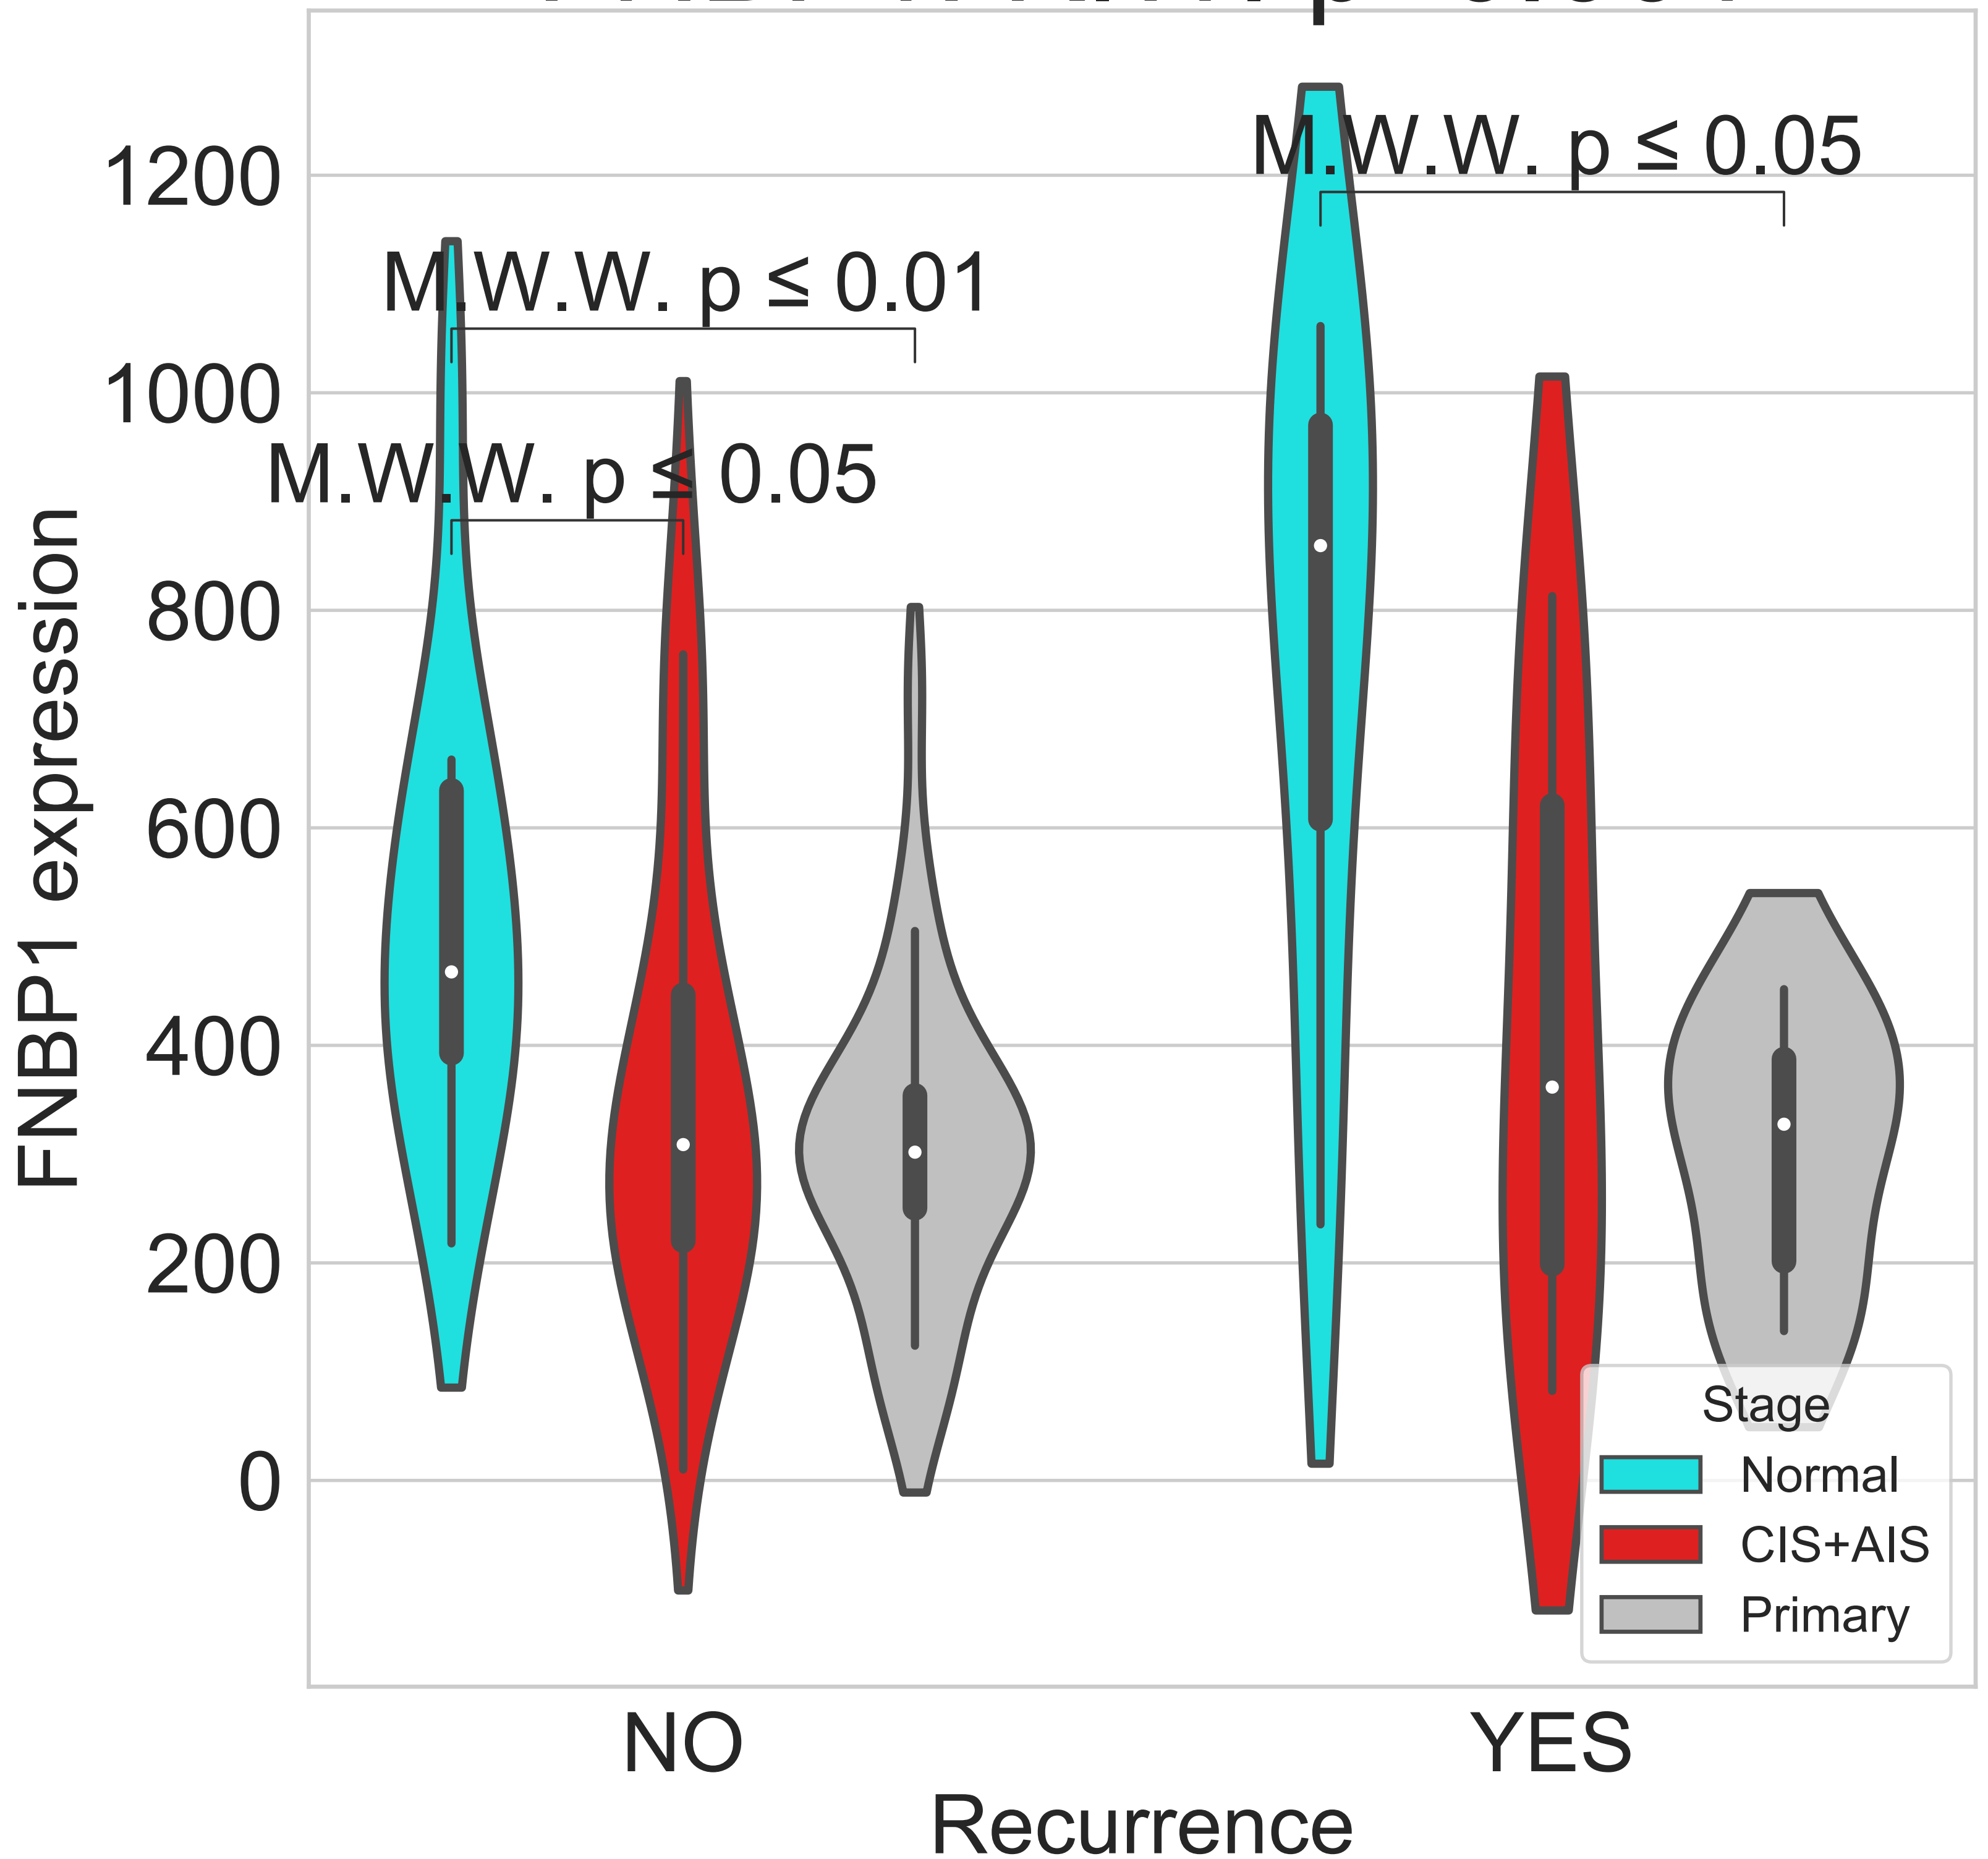 M.W.W. p ≤ 0.05
1200
M.W.W. p ≤ 0.01
1000
M.W.W. p ≤ 0.05
800
600
400
200
0
FNBP1 expression
Stage
Normal
CIS+AIS
Primary
NO
YES
Recurrence